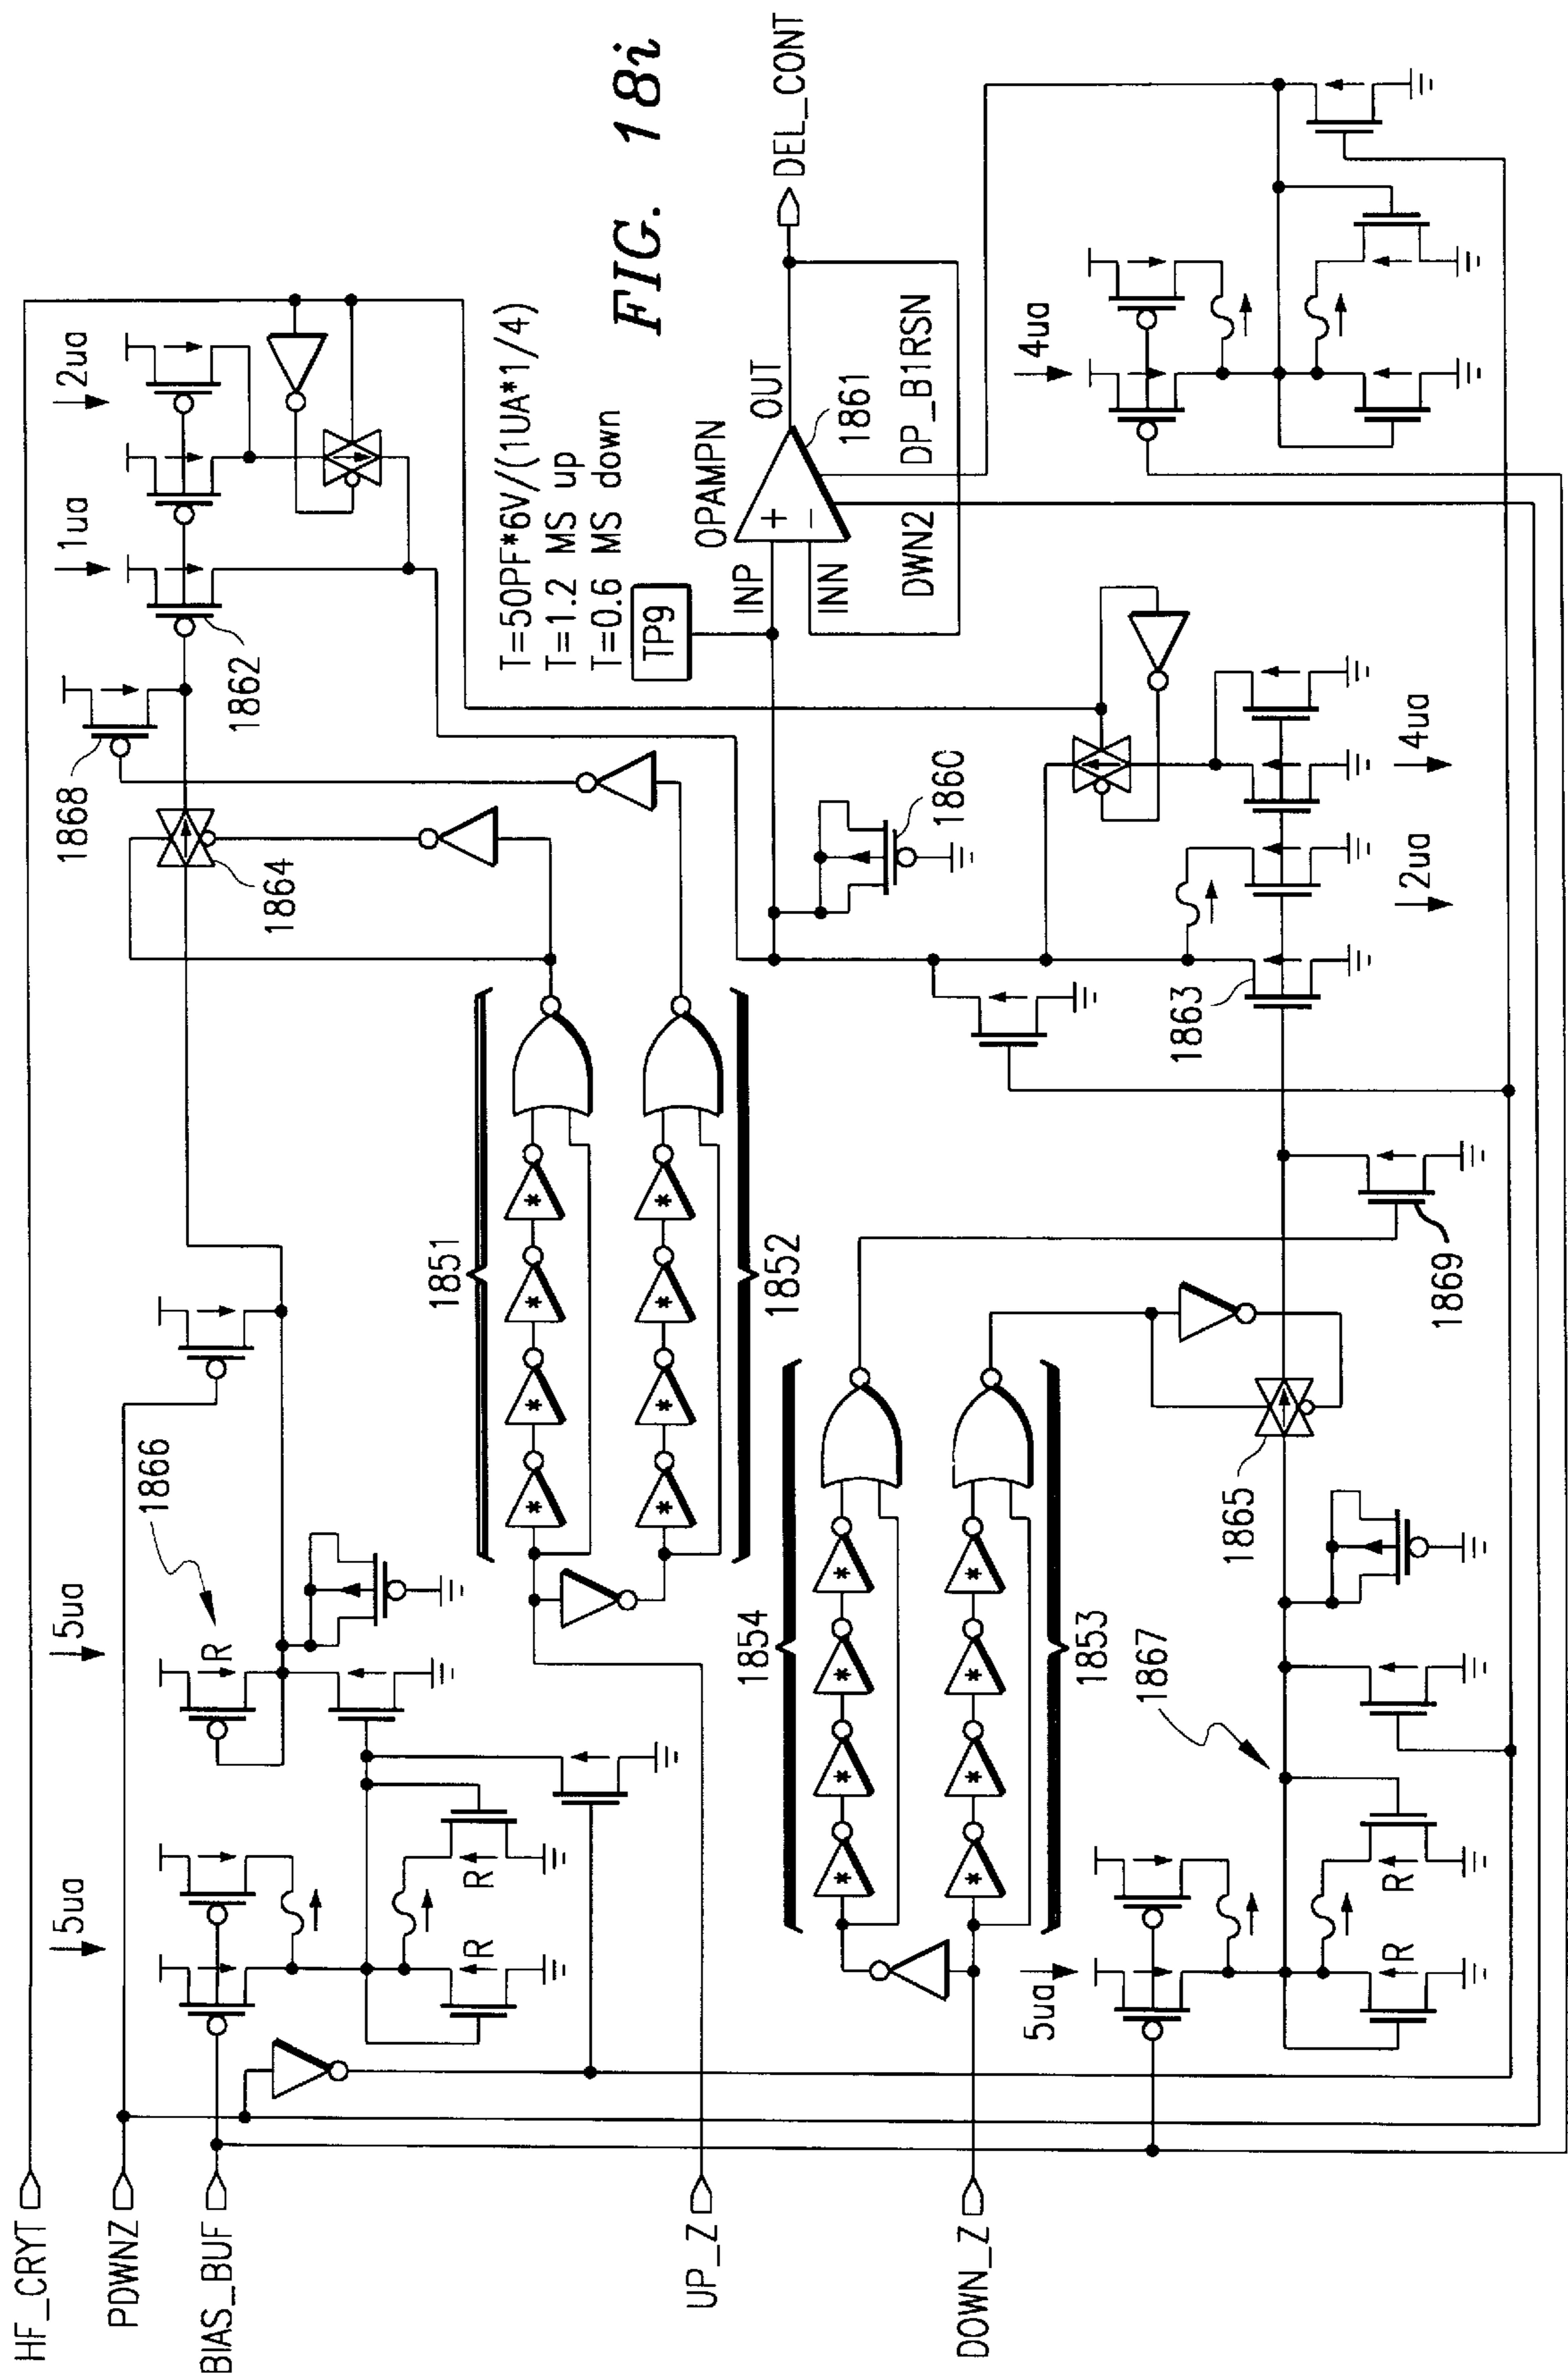 HF_CRYT
PDWNZ
BIAS_BUF
UP_Z
DOWN_Z
5ua
5ua
R
R
R
1866
1868
1864
1862
1ua
2ua
1851
1852
* * * *
* * * *
T=50PF*6V/(1UA*1/4)
T=1.2 MS up
T=0.6 MS down
FIG. 18i
TP9
OPAMPN
INP
INN
+
−
OUT
DEL_CONT
DWN2
DP_B1RSN
1861
1860
1854
1853
* * * *
* * * *
5ua
R
R
1867
1865
1869
1863
2ua
4ua
4ua